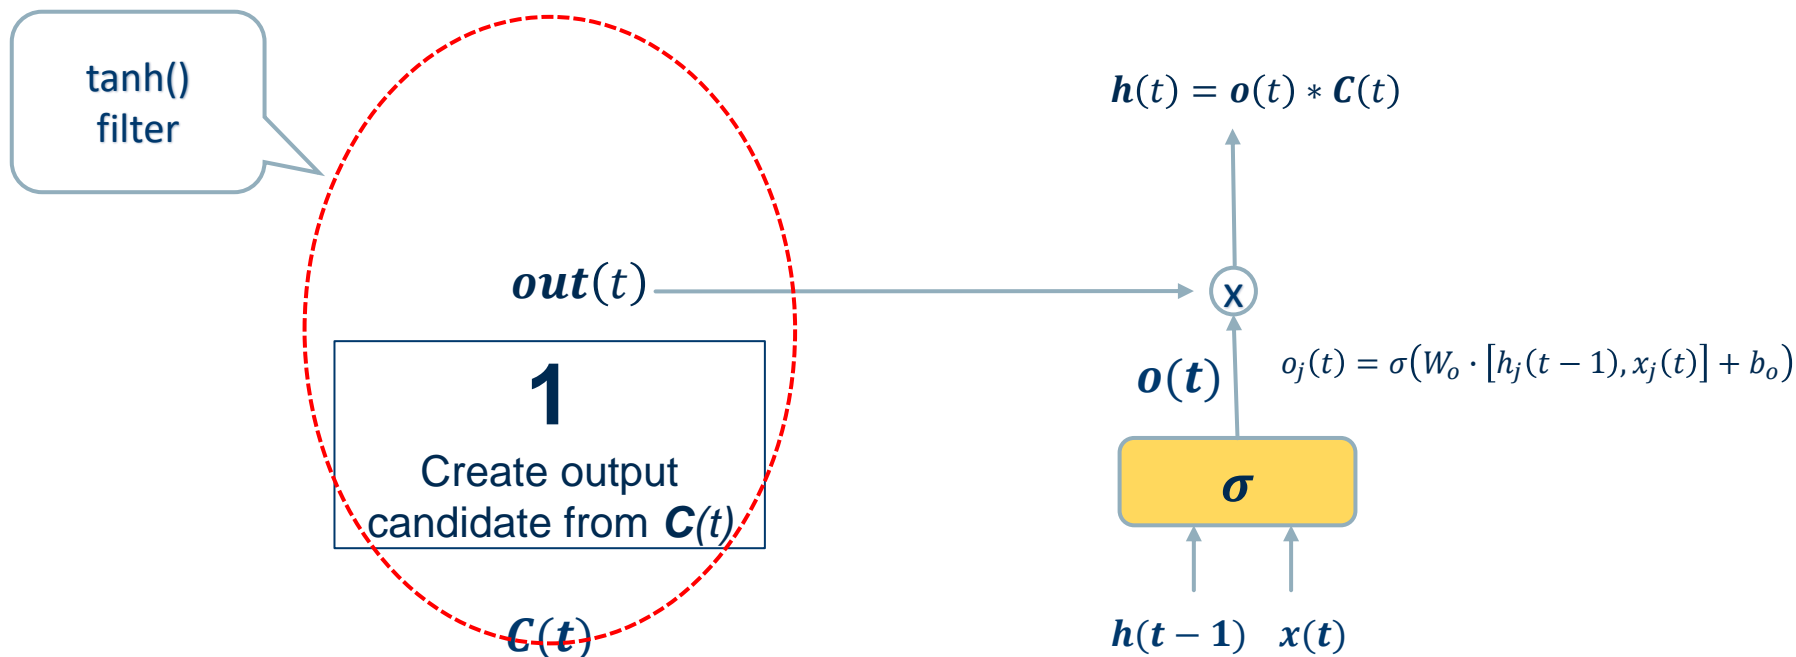 tanh()
filter
h(t) = o(t) * C(t)
out(t)
x
1
Create output
candidate from C(t)
o(t)
o_j(t) = σ(W_o · [h_j(t − 1), x_j(t)] + b_o)
σ
C(t)
h(t − 1) x(t)